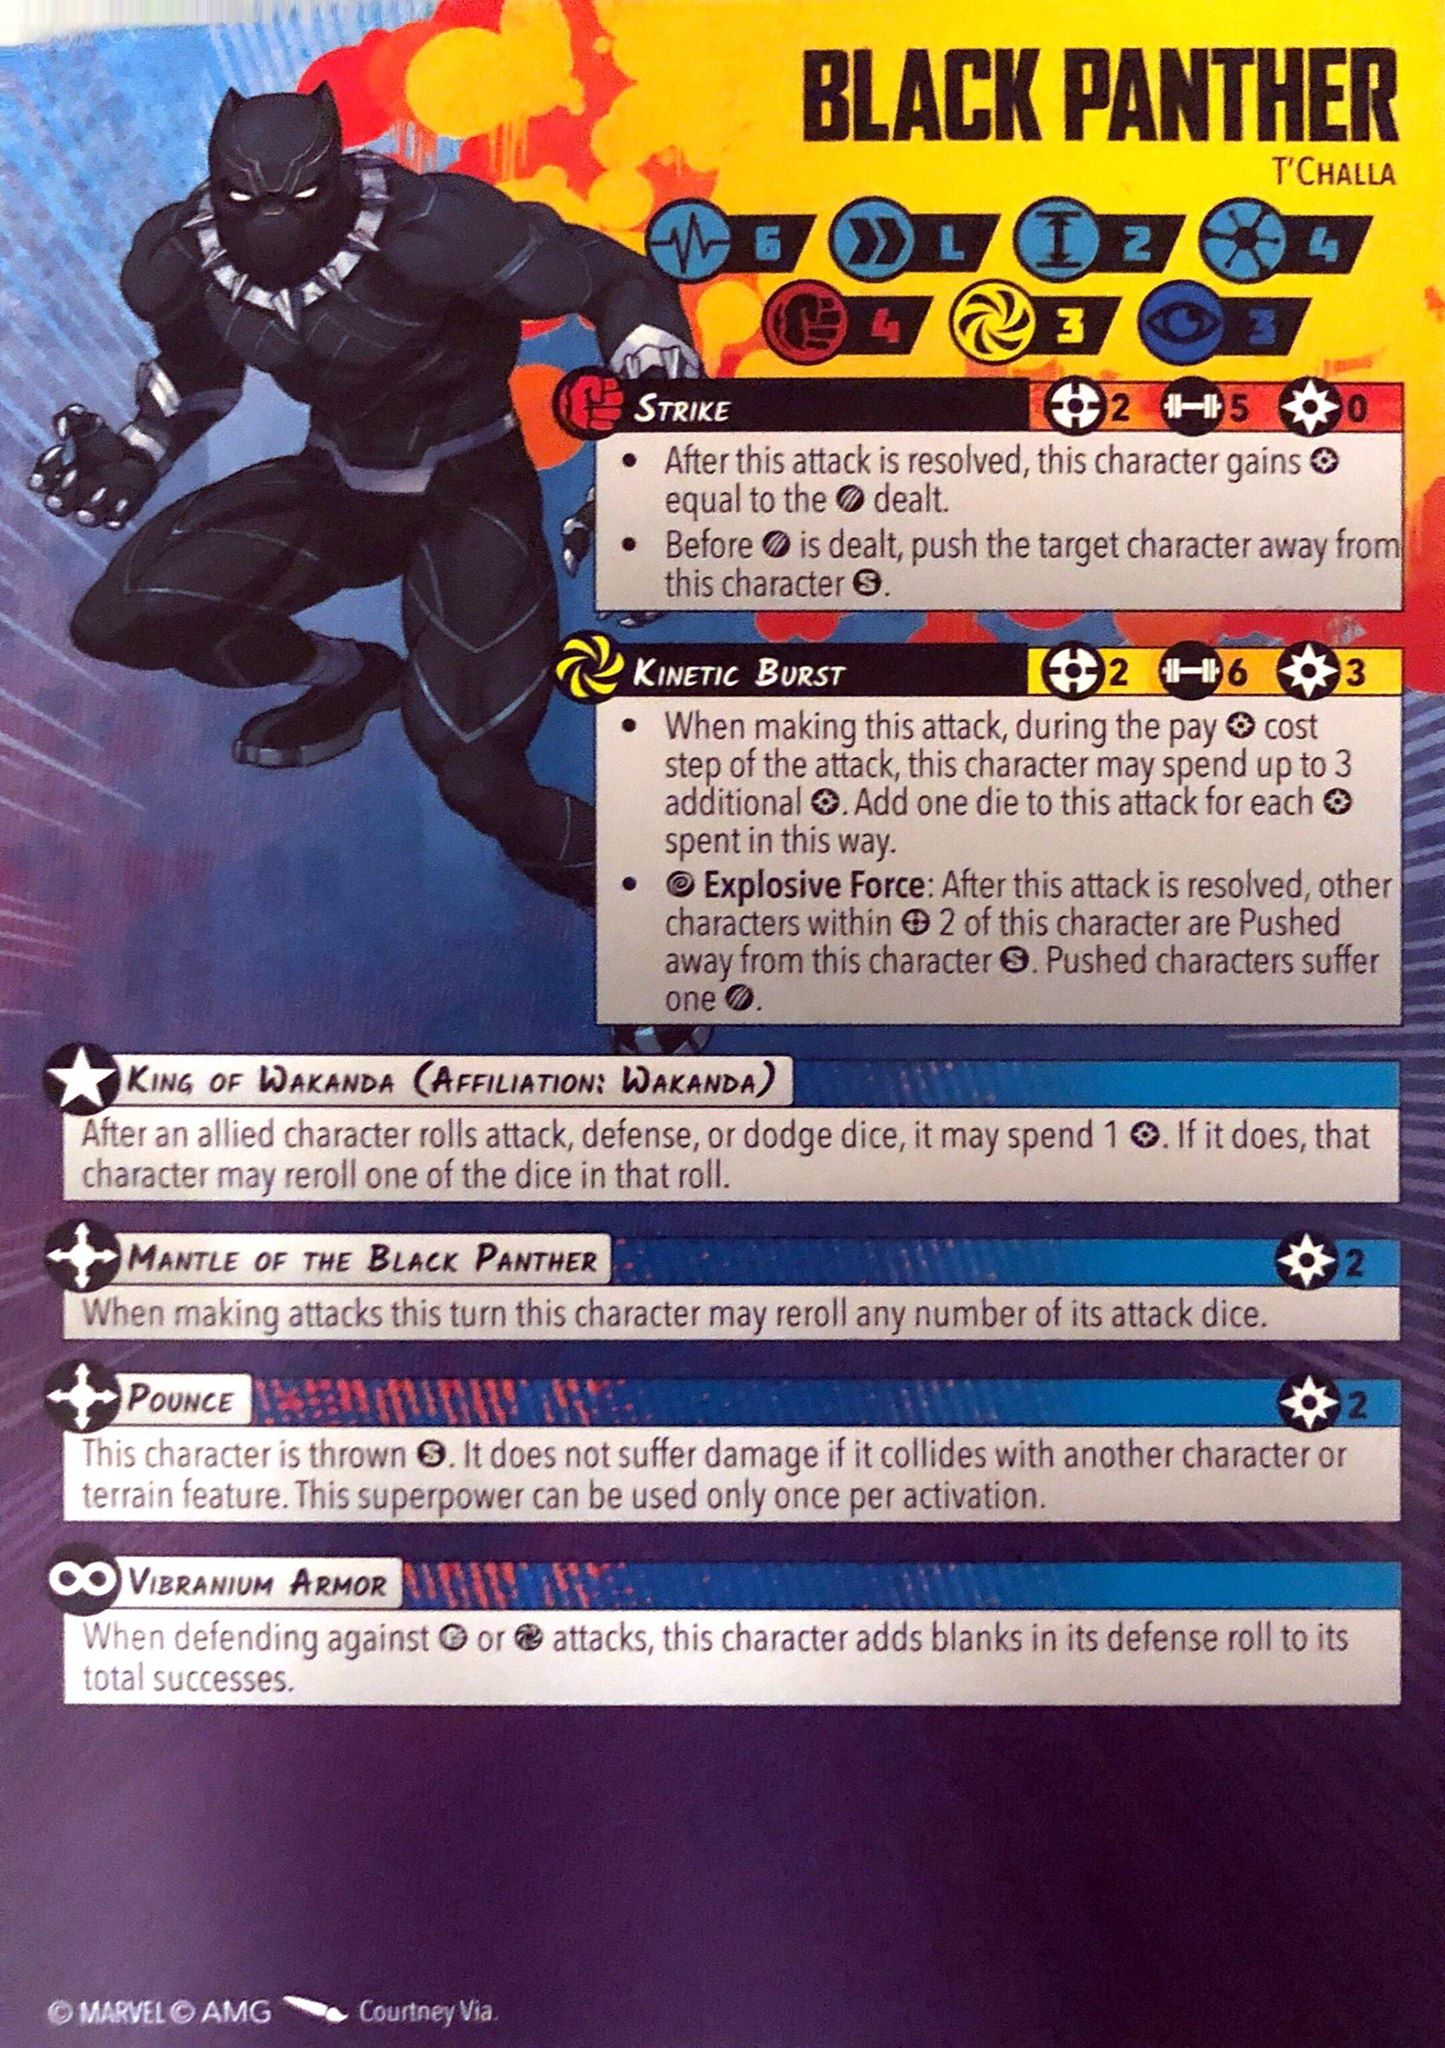 BLACK PANTHER
T'CHALLA
6 L 2 4
4 3 3
STRIKE 2 5 0
• After this attack is resolved, this character gains
equal to the dealt.
• Before is dealt, push the target character away from
this character S.
KINETIC BURST 2 6 3
• When making this attack, during the pay cost
step of the attack, this character may spend up to 3
additional . Add one die to this attack for each
spent in this way.
• Explosive Force: After this attack is resolved, other
characters within 2 of this character are Pushed
away from this character S. Pushed characters suffer
one .
KING OF WAKANDA (AFFILIATION: WAKANDA)
After an allied character rolls attack, defense, or dodge dice, it may spend 1 . If it does, that
character may reroll one of the dice in that roll.
MANTLE OF THE BLACK PANTHER 2
When making attacks this turn this character may reroll any number of its attack dice.
POUNCE 2
This character is thrown S. It does not suffer damage if it collides with another character or
terrain feature. This superpower can be used only once per activation.
VIBRANIUM ARMOR
When defending against or attacks, this character adds blanks in its defense roll to its
total successes.
© MARVEL © AMG Courtney Via.